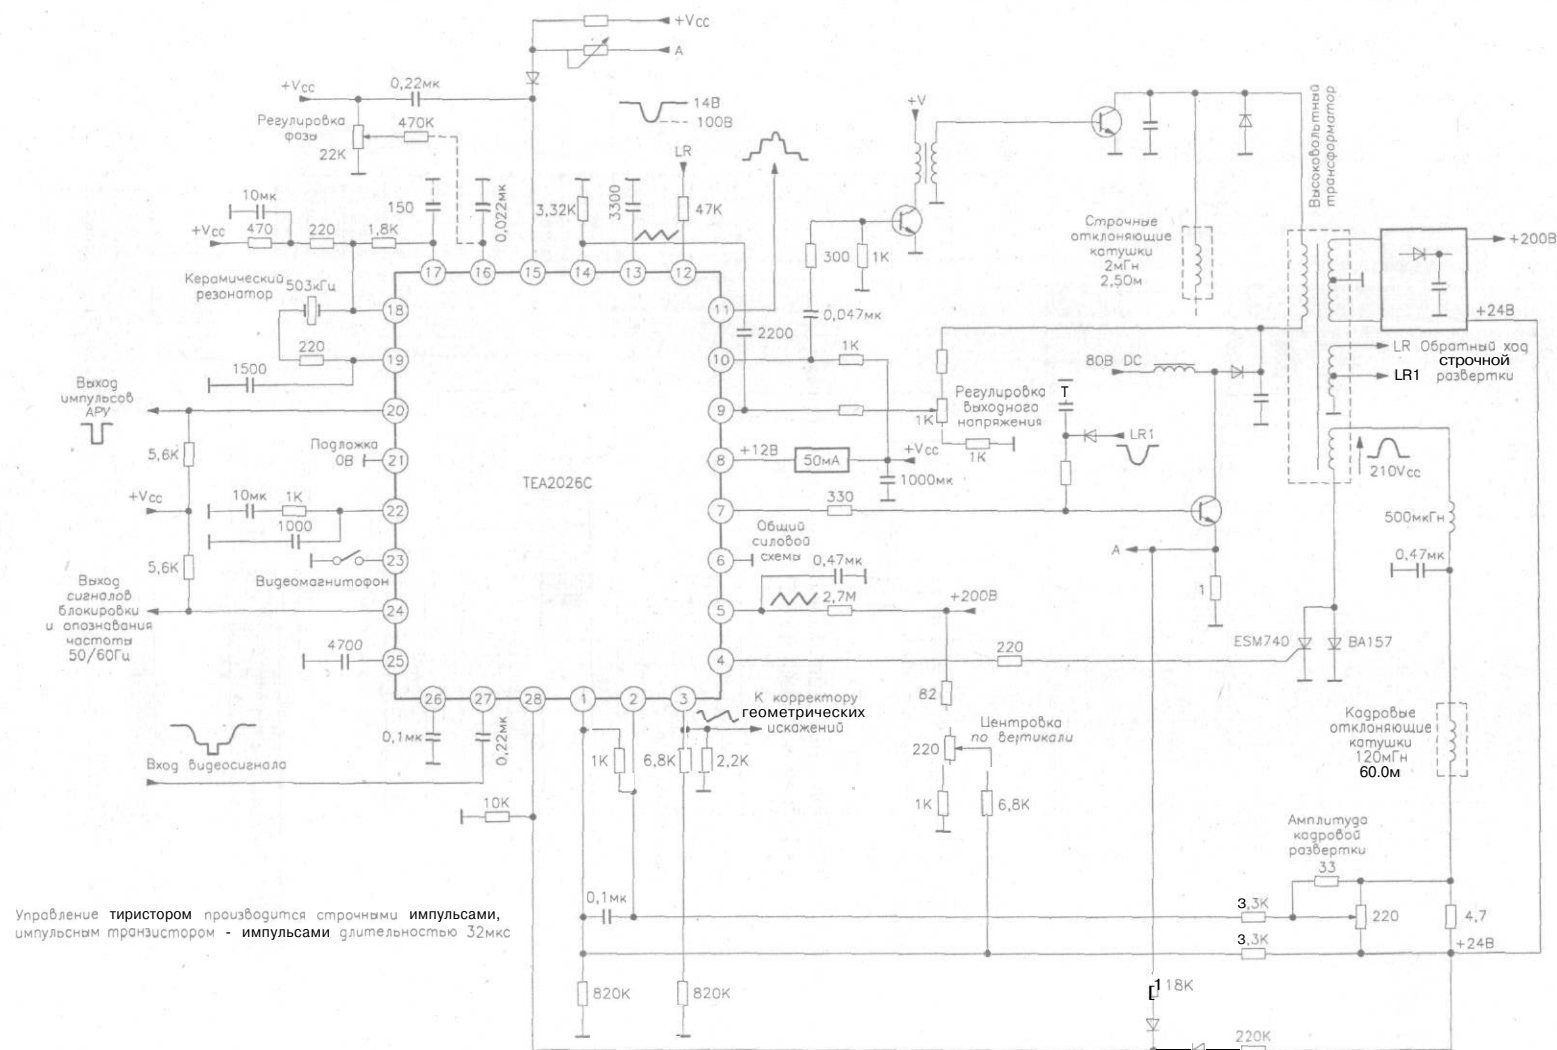 +Vcc
A
+Vcc
0,22мк
Регулировка
фазы
470К
22К
14В
100В
LR
+V
Высоковольтный
трансформатор
10мк
+Vcc
470
220
1,8К
150
0,022мк
3,32К
3300
47К
300
1К
Строчные
отклоняющие
катушки
2мГн
2,5Ом
+200В
+24В
Керамический
резонатор
503кГц
220
1500
17
16
15
14
13
12
18
11
2200
0,047мк
19
10
1К
80В DC
LR Обратный ход
строчной
LR1
развертки
Выход
импульсов
АРУ
20
9
Регулировка
выходного
напряжения
1К
1К
T
LR1
5,6К
Подложка
0В
21
8
+12В
50мА
+Vcc
1000мк
210Vcc
TEA2026C
+Vcc
10мк
1К
1000
22
7
330
500мкГн
Общий
силовой
схемы
23
6
Видеомагнитофон
5,6К
A
0,47мк
0,47мк
Выход
сигналов
блокировки
и опознавания
частоты
50/60Гц
24
5
2,7М
+200В
1
4700
25
4
220
ESM740
BA157
26
27
28
1
2
3
К корректору
геометрических
искажений
82
0,1мк
0,22мк
Вход видеосигнала
1К
6,8К
2,2К
Центровка
по вертикали
220
1К
6,8К
Кадровые
отклоняющие
катушки
120мГн
60.0м
10К
Амплитуда
кадровой
развертки
33
0,1мк
3,3К
220
4,7
3,3К
+24В
Управление тиристором производится строчными импульсами,
импульсным транзистором - импульсами длительностью 32мкс
820К
820К
118К
220К